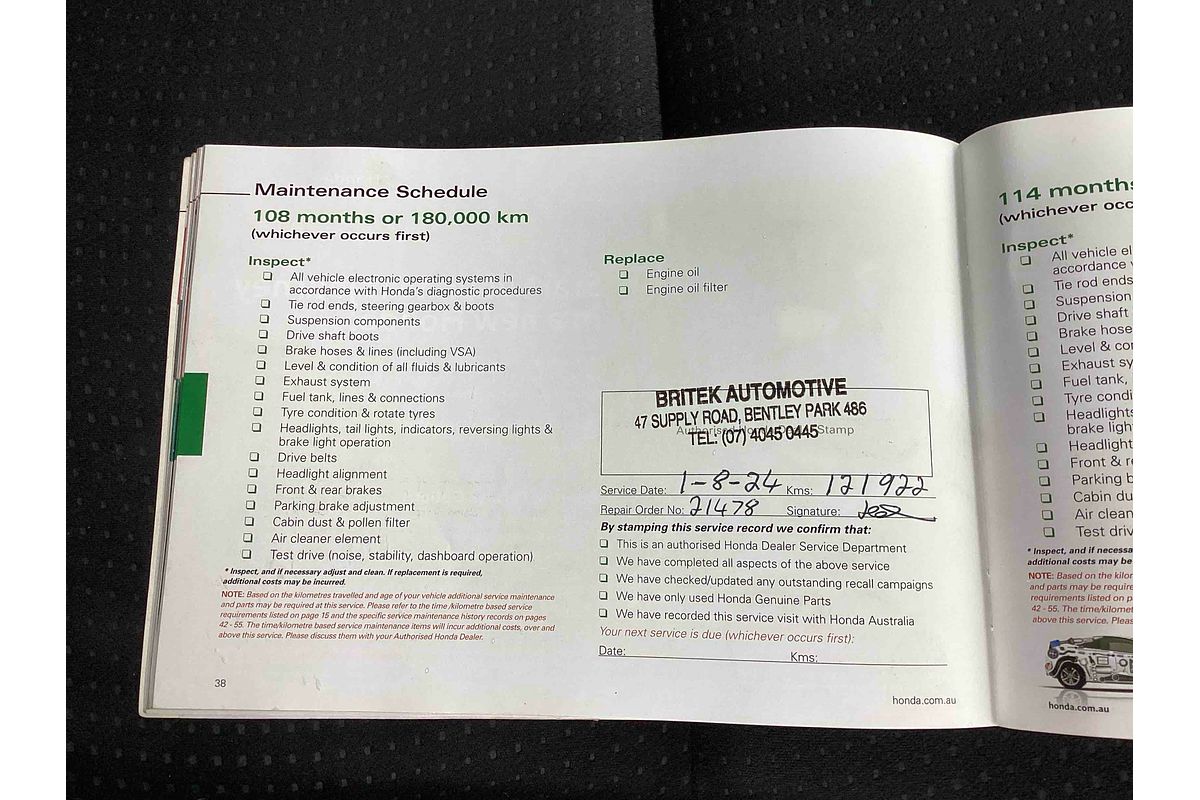 Maintenance Schedule
108 months or 180,000 km
(whichever occurs first)
Inspect*
❑ All vehicle electronic operating systems in
accordance with Honda's diagnostic procedures
❑ Tie rod ends, steering gearbox & boots
❑ Suspension components
❑ Drive shaft boots
❑ Brake hoses & lines (including VSA)
❑ Level & condition of all fluids & lubricants
❑ Exhaust system
❑ Fuel tank, lines & connections
❑ Tyre condition & rotate tyres
❑ Headlights, tail lights, indicators, reversing lights &
brake light operation
❑ Drive belts
❑ Headlight alignment
❑ Front & rear brakes
❑ Parking brake adjustment
❑ Cabin dust & pollen filter
❑ Air cleaner element
❑ Test drive (noise, stability, dashboard operation)
* Inspect, and if necessary adjust and clean. If replacement is required,
additional costs may be incurred.
NOTE: Based on the kilometres travelled and age of your vehicle additional service maintenance
and parts may be required at this service. Please refer to the time /kilometre based service
requirements listed on page 15 and the specific service maintenance history records on pages
42 - 55. The time/kilometre based service maintenance items will incur additional costs, over and
above this service. Please discuss them with your Authorised Honda Dealer.
38
Replace
❑ Engine oil
❑ Engine oil filter
BRITEK AUTOMOTIVE
47 SUPPLY ROAD, BENTLEY PARK 486
Authorised Honda Dealer Stamp
TEL: (07) 4045 0445
Service Date: 1-8-24 Kms: 121922
Repair Order No: 21478 Signature:
By stamping this service record we confirm that:
❑ This is an authorised Honda Dealer Service Department
❑ We have completed all aspects of the above service
❑ We have checked/updated any outstanding recall campaigns
❑ We have only used Honda Genuine Parts
❑ We have recorded this service visit with Honda Australia
Your next service is due (whichever occurs first):
Date: Kms:
honda.com.au
114 months
(whichever occ
Inspect*
❑ All vehicle el
accordance
❑ Tie rod ends
❑ Suspension
❑ Drive shaft
❑ Brake hose
❑ Level & con
❑ Exhaust sy
❑ Fuel tank,
❑ Tyre condi
❑ Headlights
brake ligh
❑ Headlight
❑ Front & re
❑ Parking b
❑ Cabin du
❑ Air clean
❑ Test driv
* Inspect, and if necessa
additional costs may be
NOTE: Based on the kilor
and parts may be require
requirements listed on p
42 - 55. The time/kilomet
above this service. Pleas
honda.com.au